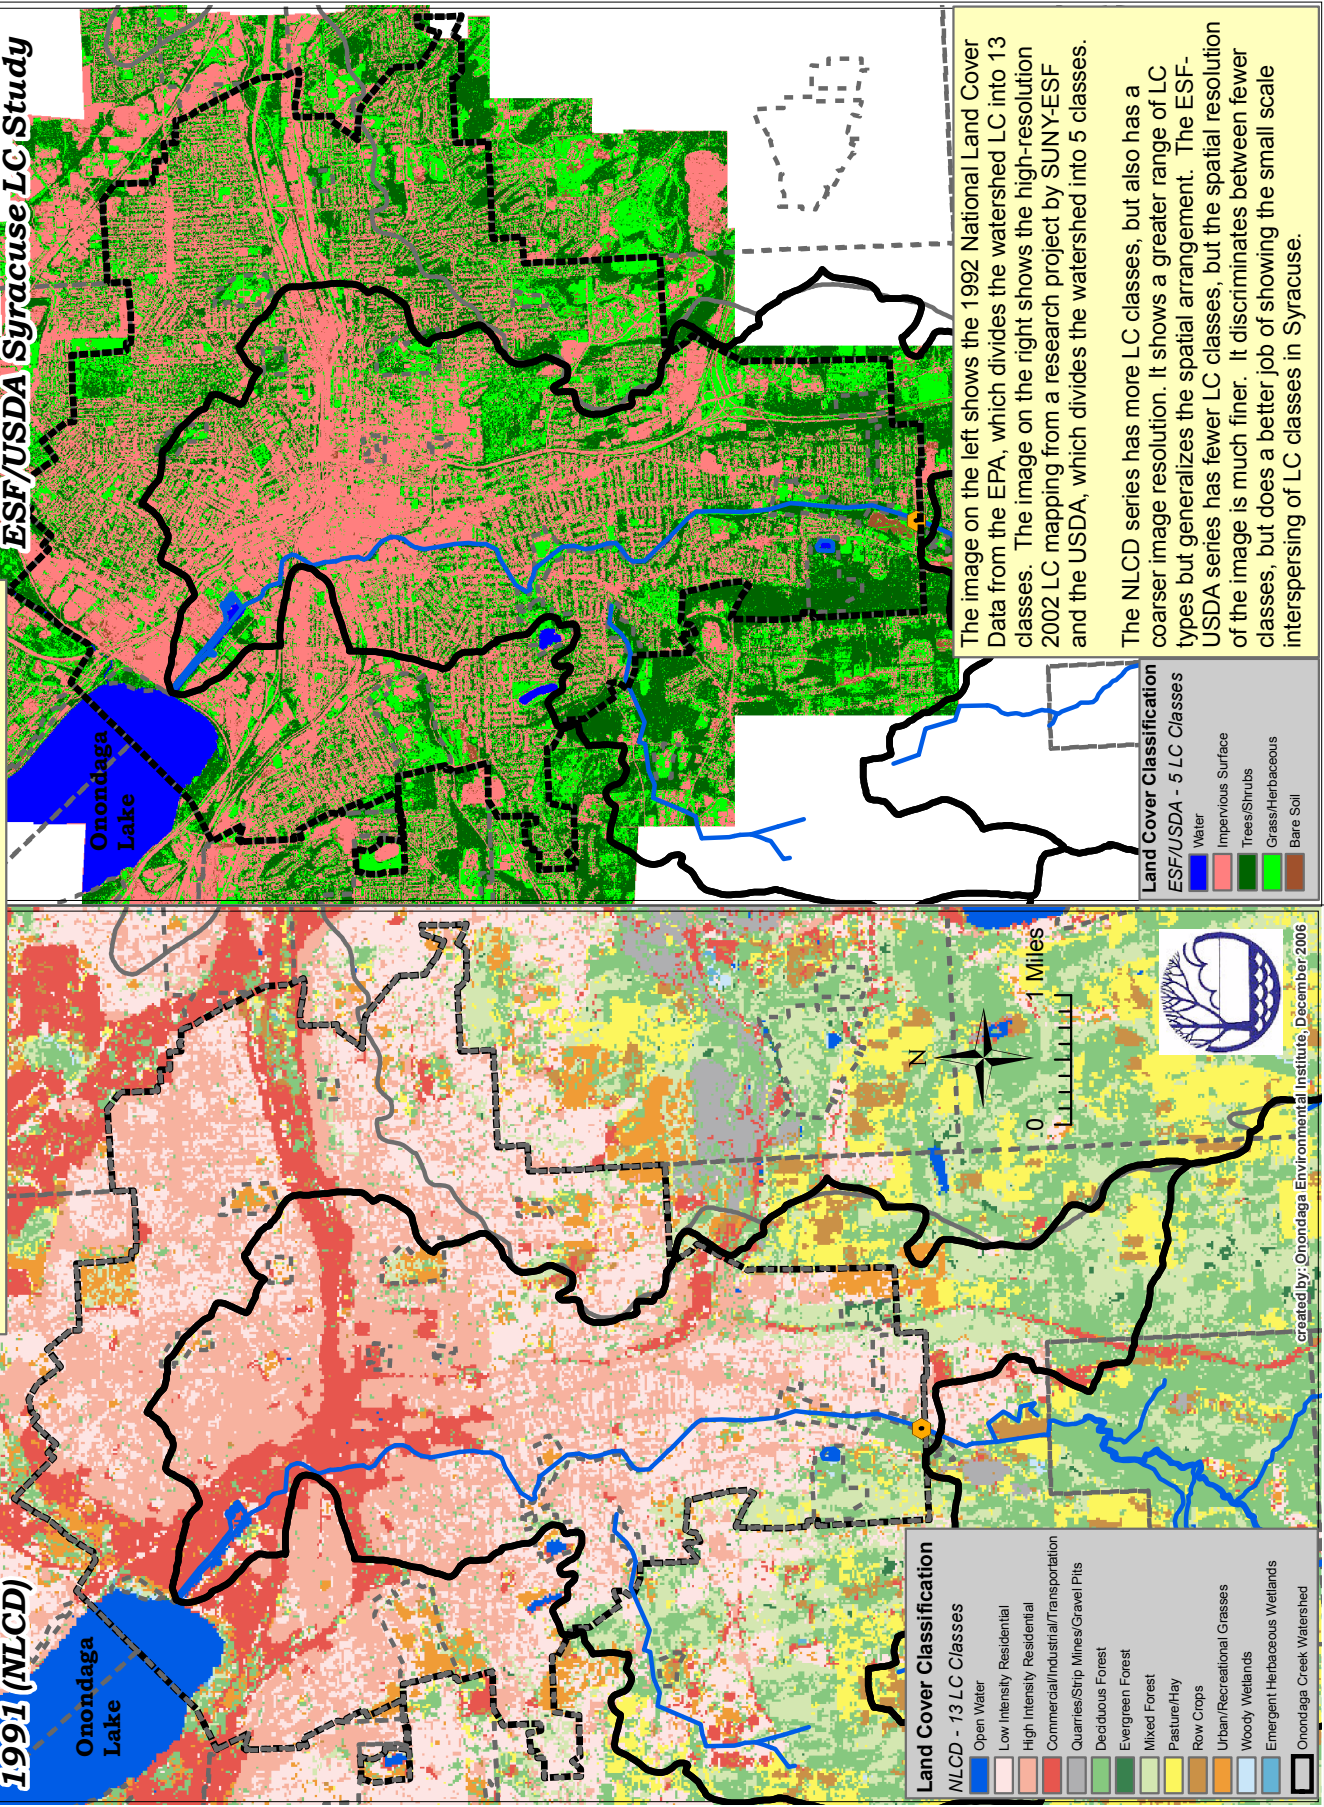 1991 (NLCD)
Onondaga
Lake
Land Cover Classification
NLCD - 13 LC Classes
Open Water
Low Intensity Residential
High Intensity Residential
Commercial/Industrial/Transportation
Quarries/Strip Mines/Gravel Pits
Deciduous Forest
Evergreen Forest
Mixed Forest
Pasture/Hay
Row Crops
Urban/Recreational Grasses
Woody Wetlands
Emergent Herbaceous Wetlands
Onondaga Creek Watershed
N
0 1 Miles
created by: Onondaga Environmental Institute, December 2006
ESF/USDA Syracuse LC Study
Onondaga
Lake
Land Cover Classification
ESF/USDA - 5 LC Classes
Water
Impervious Surface
Trees/Shrubs
Grass/Herbaceous
Bare Soil
The image on the left shows the 1992 National Land Cover
Data from the EPA, which divides the watershed LC into 13
classes. The image on the right shows the high-resolution
2002 LC mapping from a research project by SUNY-ESF
and the USDA, which divides the watershed into 5 classes.
The NLCD series has more LC classes, but also has a
coarser image resolution. It shows a greater range of LC
types but generalizes the spatial arrangement. The ESF-
USDA series has fewer LC classes, but the spatial resolution
of the image is much finer. It discriminates between fewer
classes, but does a better job of showing the small scale
interspersing of LC classes in Syracuse.